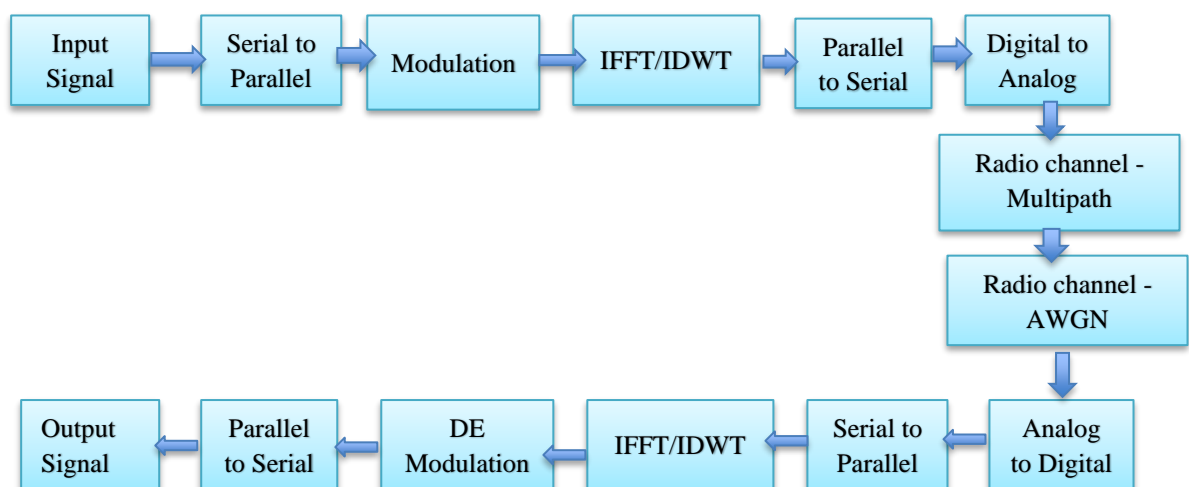 Input
Signal
Serial to
Parallel
Modulation
IFFT/IDWT
Parallel
to Serial
Digital to
Analog
Radio channel -
Multipath
Radio channel -
AWGN
Output
Signal
Parallel
to Serial
DE
Modulation
IFFT/IDWT
Serial to
Parallel
Analog
to Digital